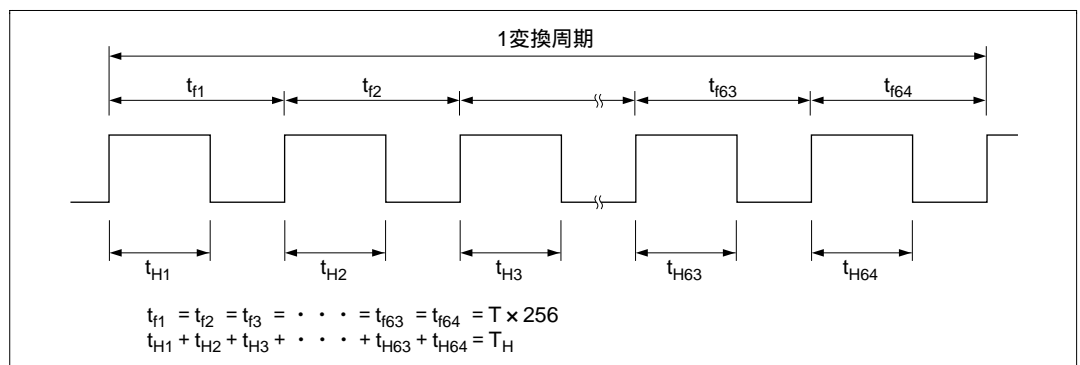 1変換周期
tf1 tf2 tf63 tf64
tH1 tH2 tH3 tH63 tH64
tf1 = tf2 = tf3 = ・ ・ ・ = tf63 = tf64 = T × 256
tH1 + tH2 + tH3 + ・ ・ ・ + tH63 + tH64 = TH